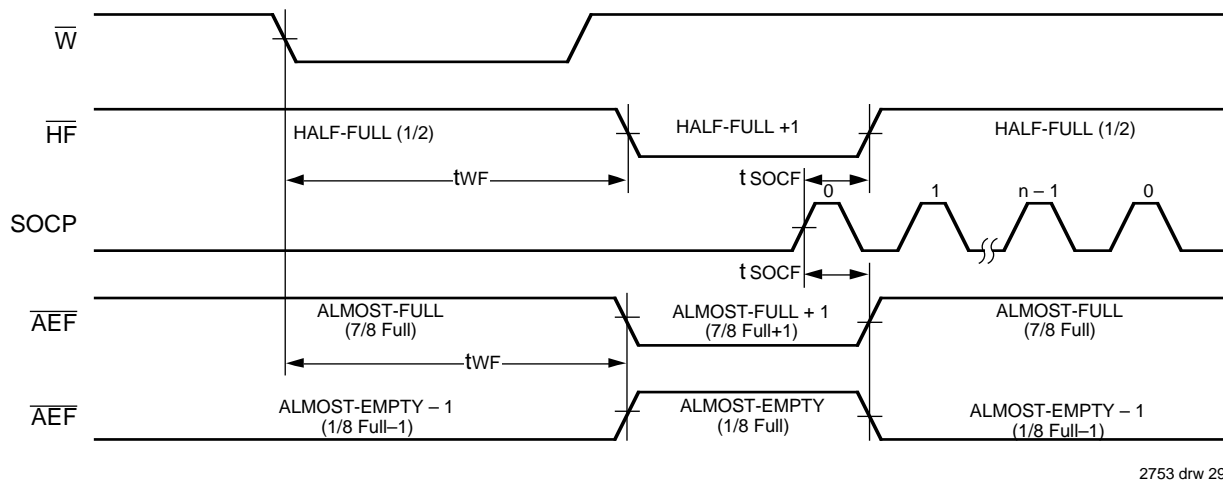 W
HF
HALF-FULL (1/2)
HALF-FULL +1
HALF-FULL (1/2)
tWF
t SOCF
0
1
n – 1
0
SOCP
t SOCF
AEF
ALMOST-FULL
(7/8 Full)
ALMOST-FULL + 1
(7/8 Full+1)
ALMOST-FULL
(7/8 Full)
tWF
AEF
ALMOST-EMPTY – 1
(1/8 Full–1)
ALMOST-EMPTY
(1/8 Full)
ALMOST-EMPTY – 1
(1/8 Full–1)
2753 drw 29